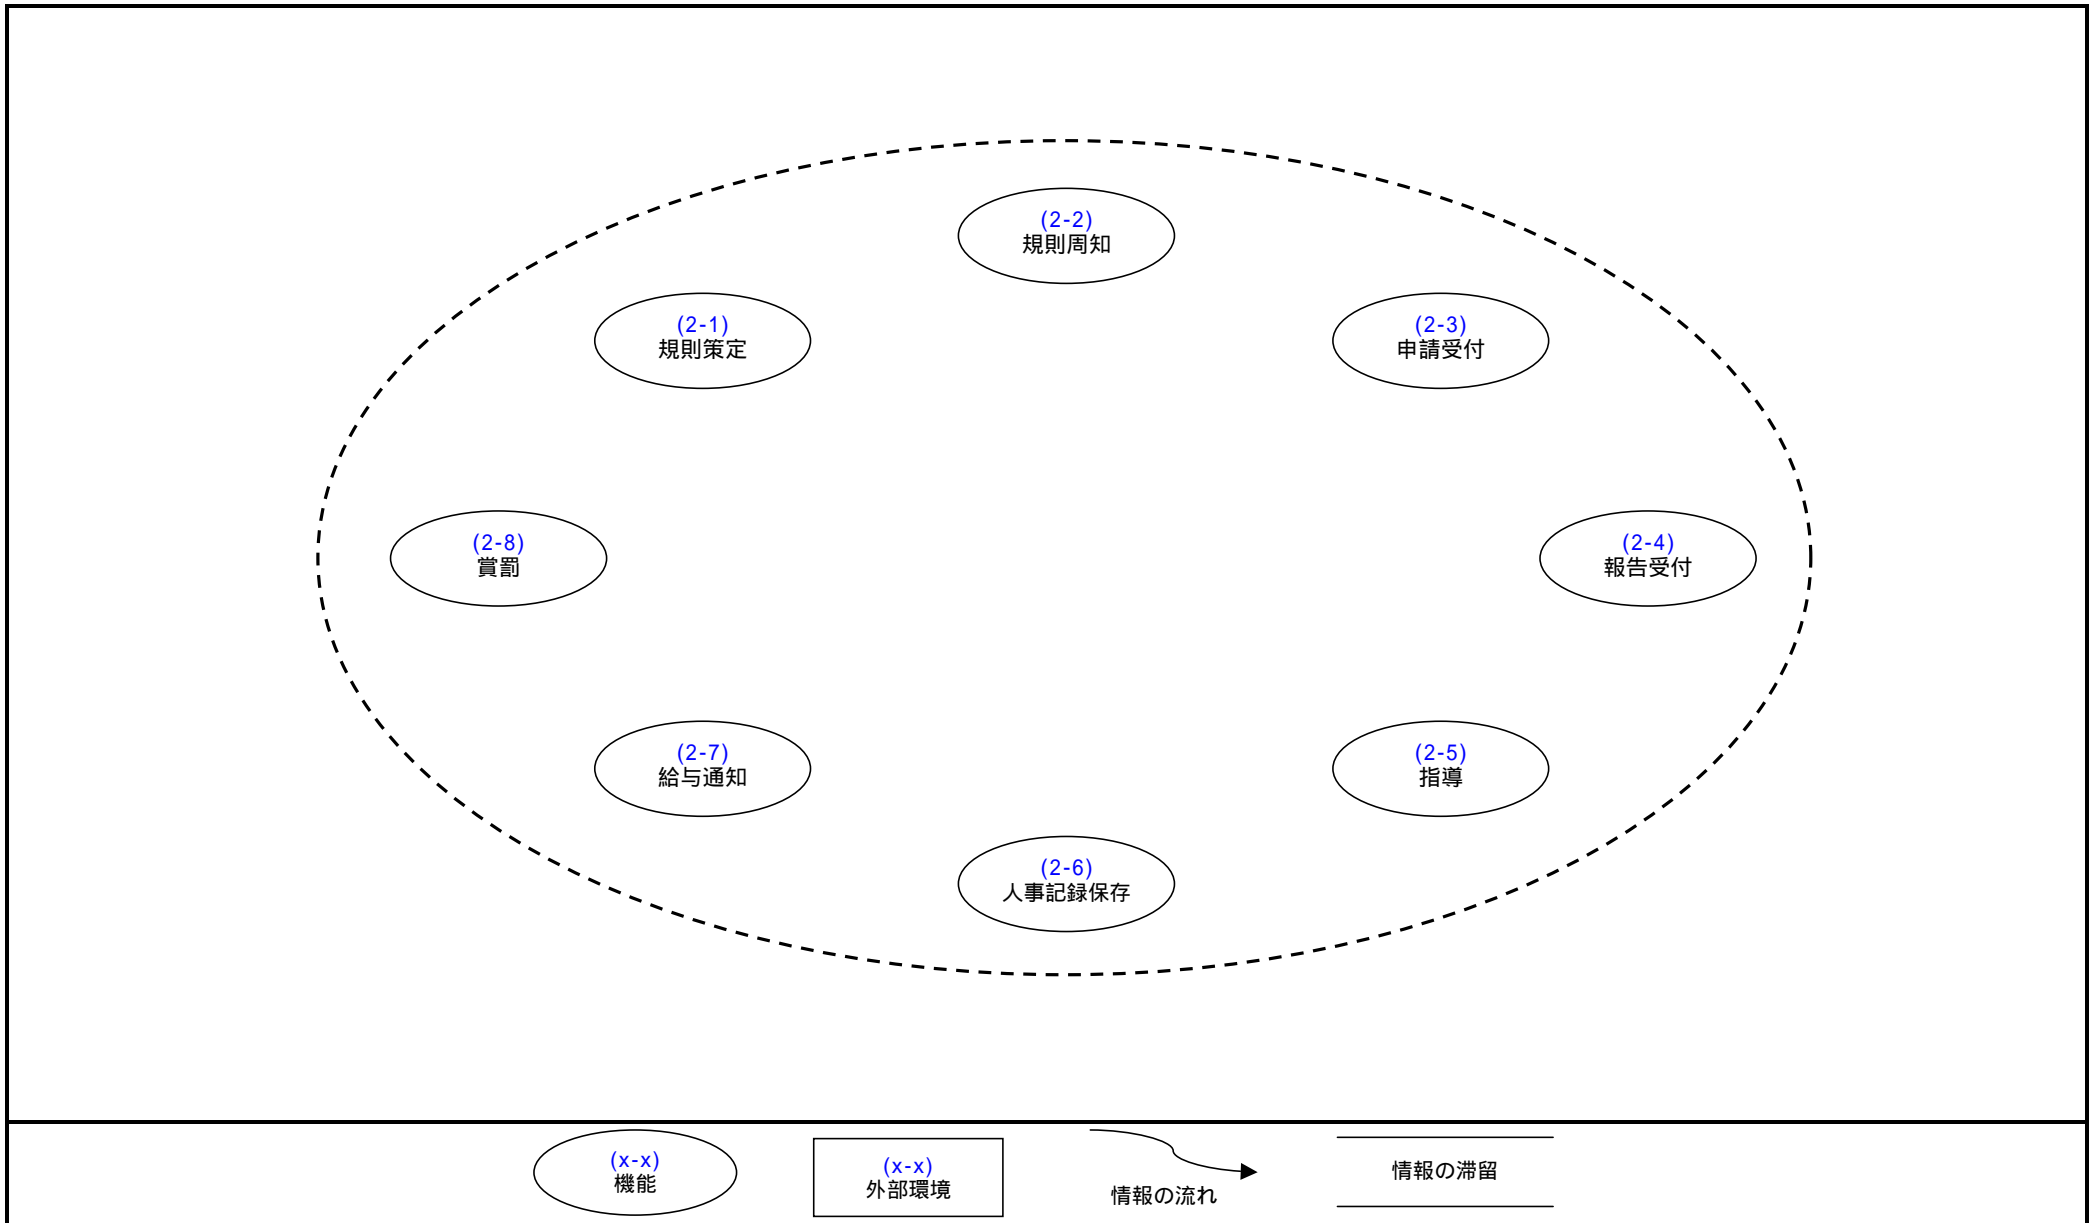 (2-2)
規則周知
(2-1)
規則策定
(2-3)
申請受付
(2-8)
賞罰
(2-4)
報告受付
(2-7)
給与通知
(2-5)
指導
(2-6)
人事記録保存
(x-x)
機能
(x-x)
外部環境
情報の流れ
情報の滞留